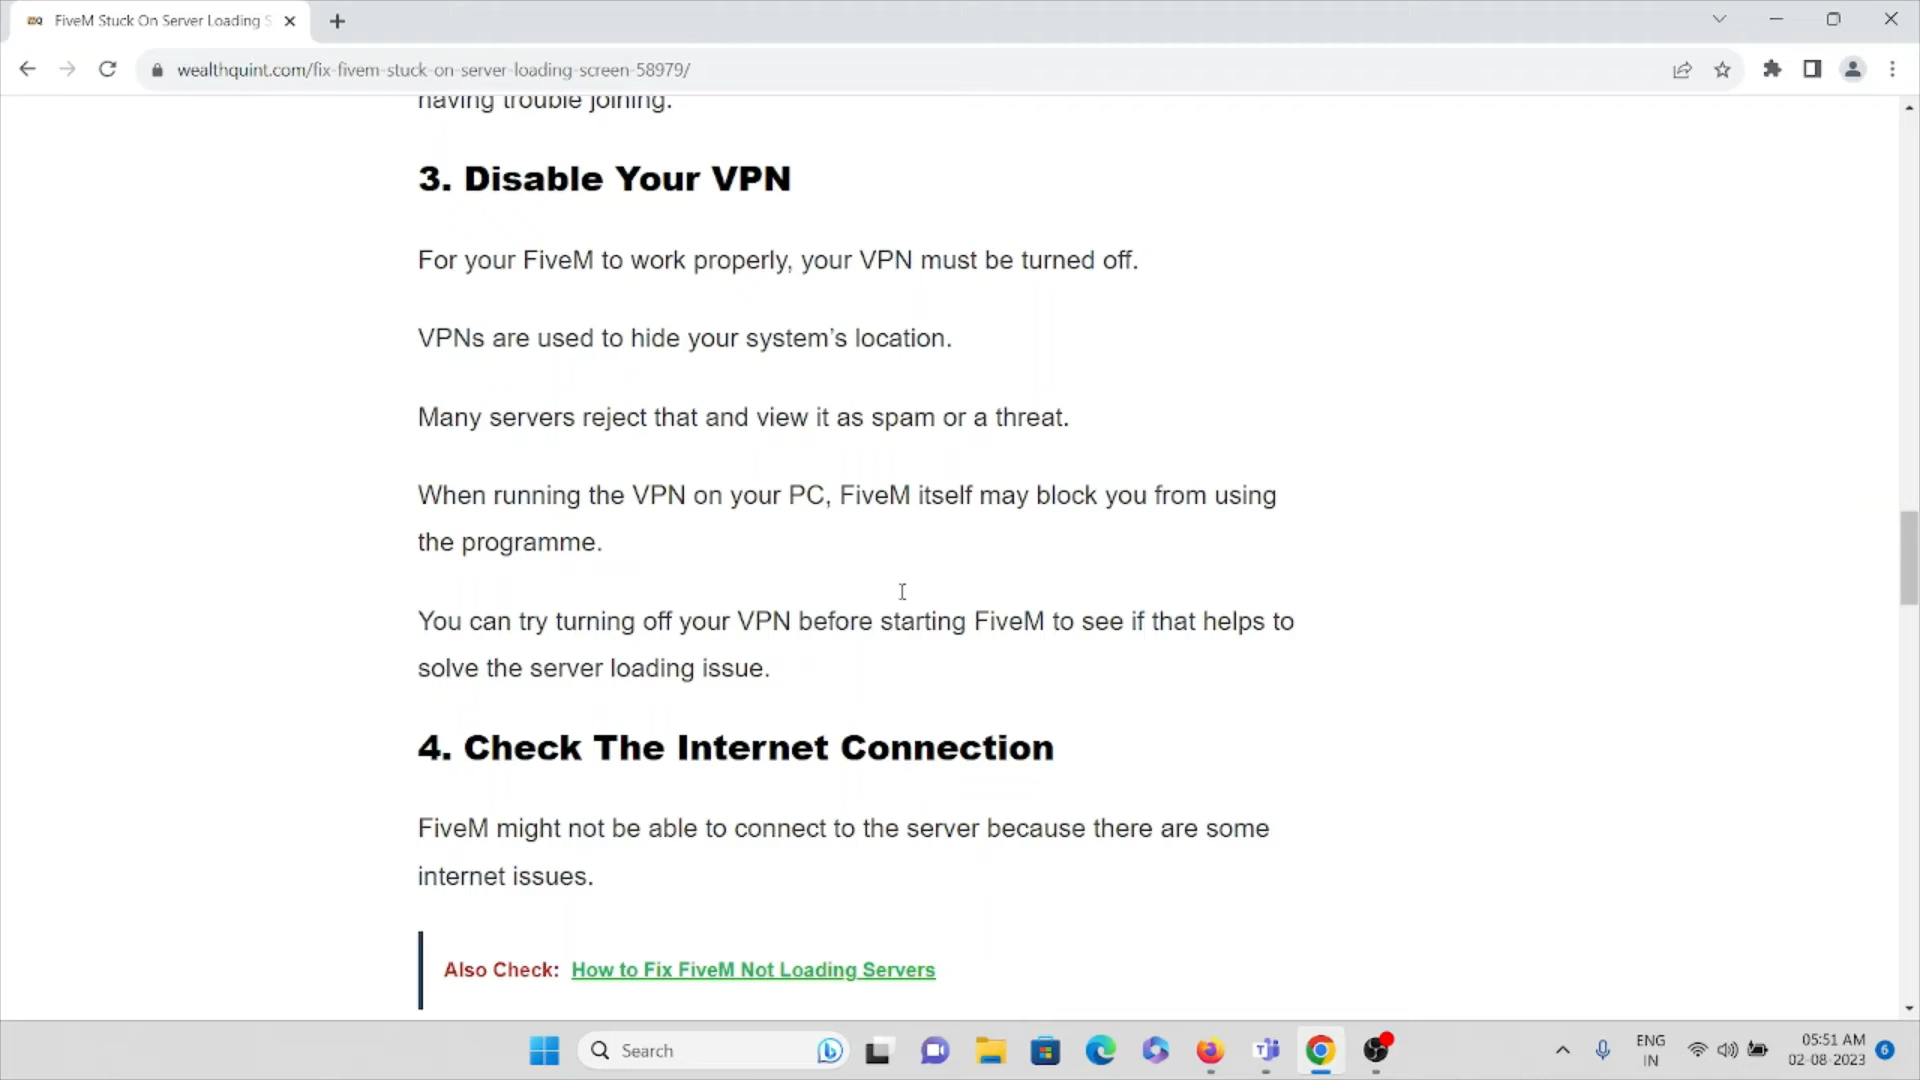 FiveM Stuck On Server Loading S
wealthquint.com/fix-fivem-stuck-on-server-loading-screen-58979/
having trouble joining.
3. Disable Your VPN
For your FiveM to work properly, your VPN must be turned off.
VPNs are used to hide your system’s location.
Many servers reject that and view it as spam or a threat.
When running the VPN on your PC, FiveM itself may block you from using
the programme.
You can try turning off your VPN before starting FiveM to see if that helps to
solve the server loading issue.
4. Check The Internet Connection
FiveM might not be able to connect to the server because there are some
internet issues.
Also Check: How to Fix FiveM Not Loading Servers
Search
ENG
IN
05:51 AM
02-08-2023
6